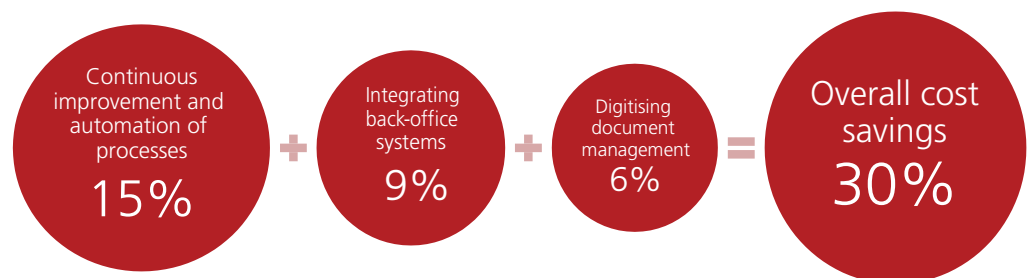 Continuous
improvement and
automation of
processes
15%
+
Integrating
back-office
systems
9%
+
Digitising
document
management
6%
=
Overall cost
savings
30%